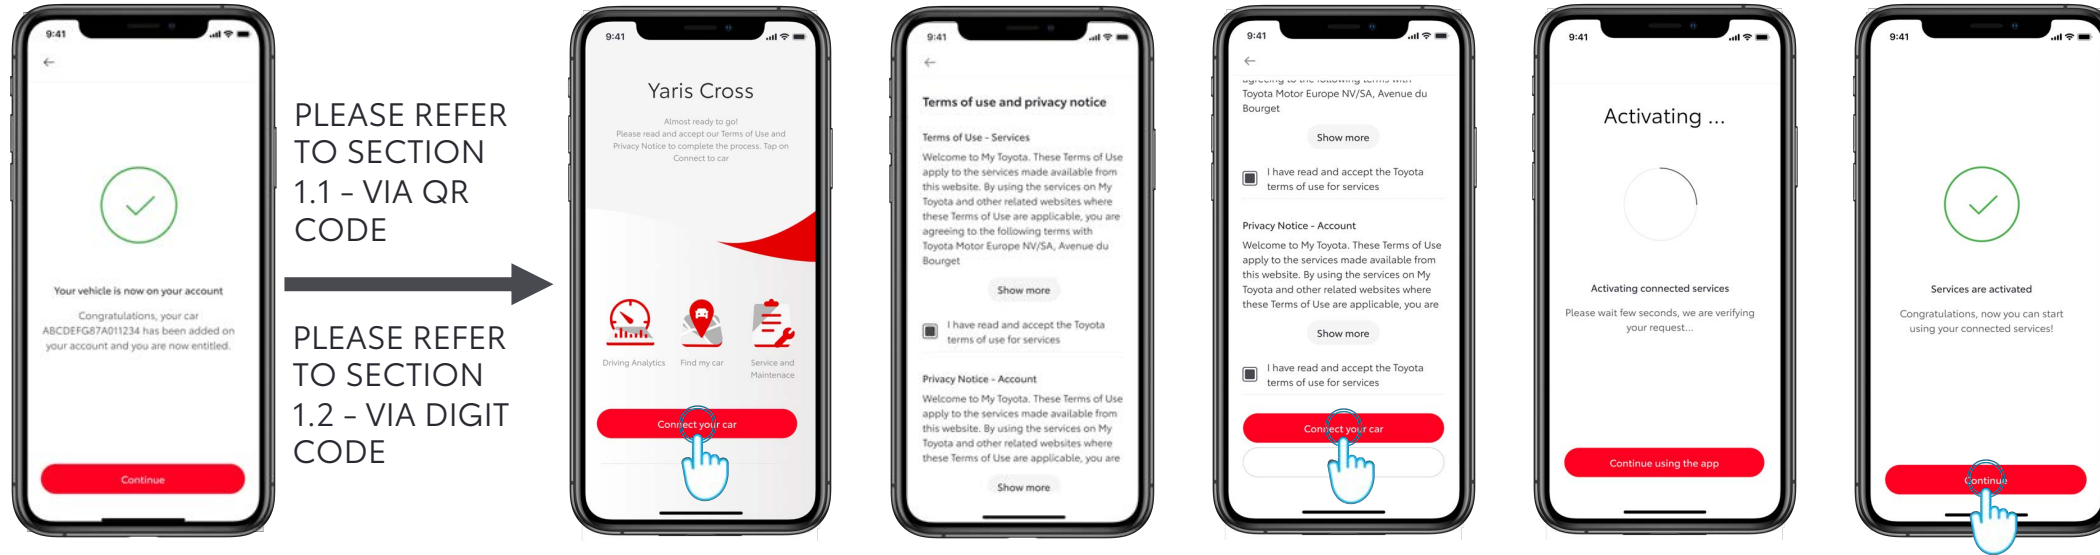 9:41
Your vehicle is now on your account
Congratulations, your car
ABCDEFG87A011234 has been added on
your account and you are now entitled.
Continue
PLEASE REFER
TO SECTION
1.1 – VIA QR
CODE
PLEASE REFER
TO SECTION
1.2 – VIA DIGIT
CODE
9:41
Yaris Cross
Almost ready to go!
Please read and accept our Terms of Use and
Privacy Notice to complete the process. Tap on
Connect to car
Driving Analytics
Find my car
Service and
Maintenace
Connect your car
9:41
Terms of use and privacy notice
Terms of Use - Services
Welcome to My Toyota. These Terms of Use
apply to the services made available from
this website. By using the services on My
Toyota and other related websites where
these Terms of Use are applicable, you are
agreeing to the following terms with
Toyota Motor Europe NV/SA, Avenue du
Bourget
Show more
I have read and accept the Toyota
terms of use for services
Privacy Notice - Account
Welcome to My Toyota. These Terms of Use
apply to the services made available from
this website. By using the services on My
Toyota and other related websites where
these Terms of Use are applicable, you are
Show more
9:41
agreeing to the following terms with
Toyota Motor Europe NV/SA, Avenue du
Bourget
Show more
I have read and accept the Toyota
terms of use for services
Privacy Notice - Account
Welcome to My Toyota. These Terms of Use
apply to the services made available from
this website. By using the services on My
Toyota and other related websites where
these Terms of Use are applicable, you are
Show more
I have read and accept the Toyota
terms of use for services
Connect your car
9:41
Activating ...
Activating connected services
Please wait few seconds, we are verifying
your request...
Continue using the app
9:41
Services are activated
Congratulations, now you can start
using your connected services!
Continue